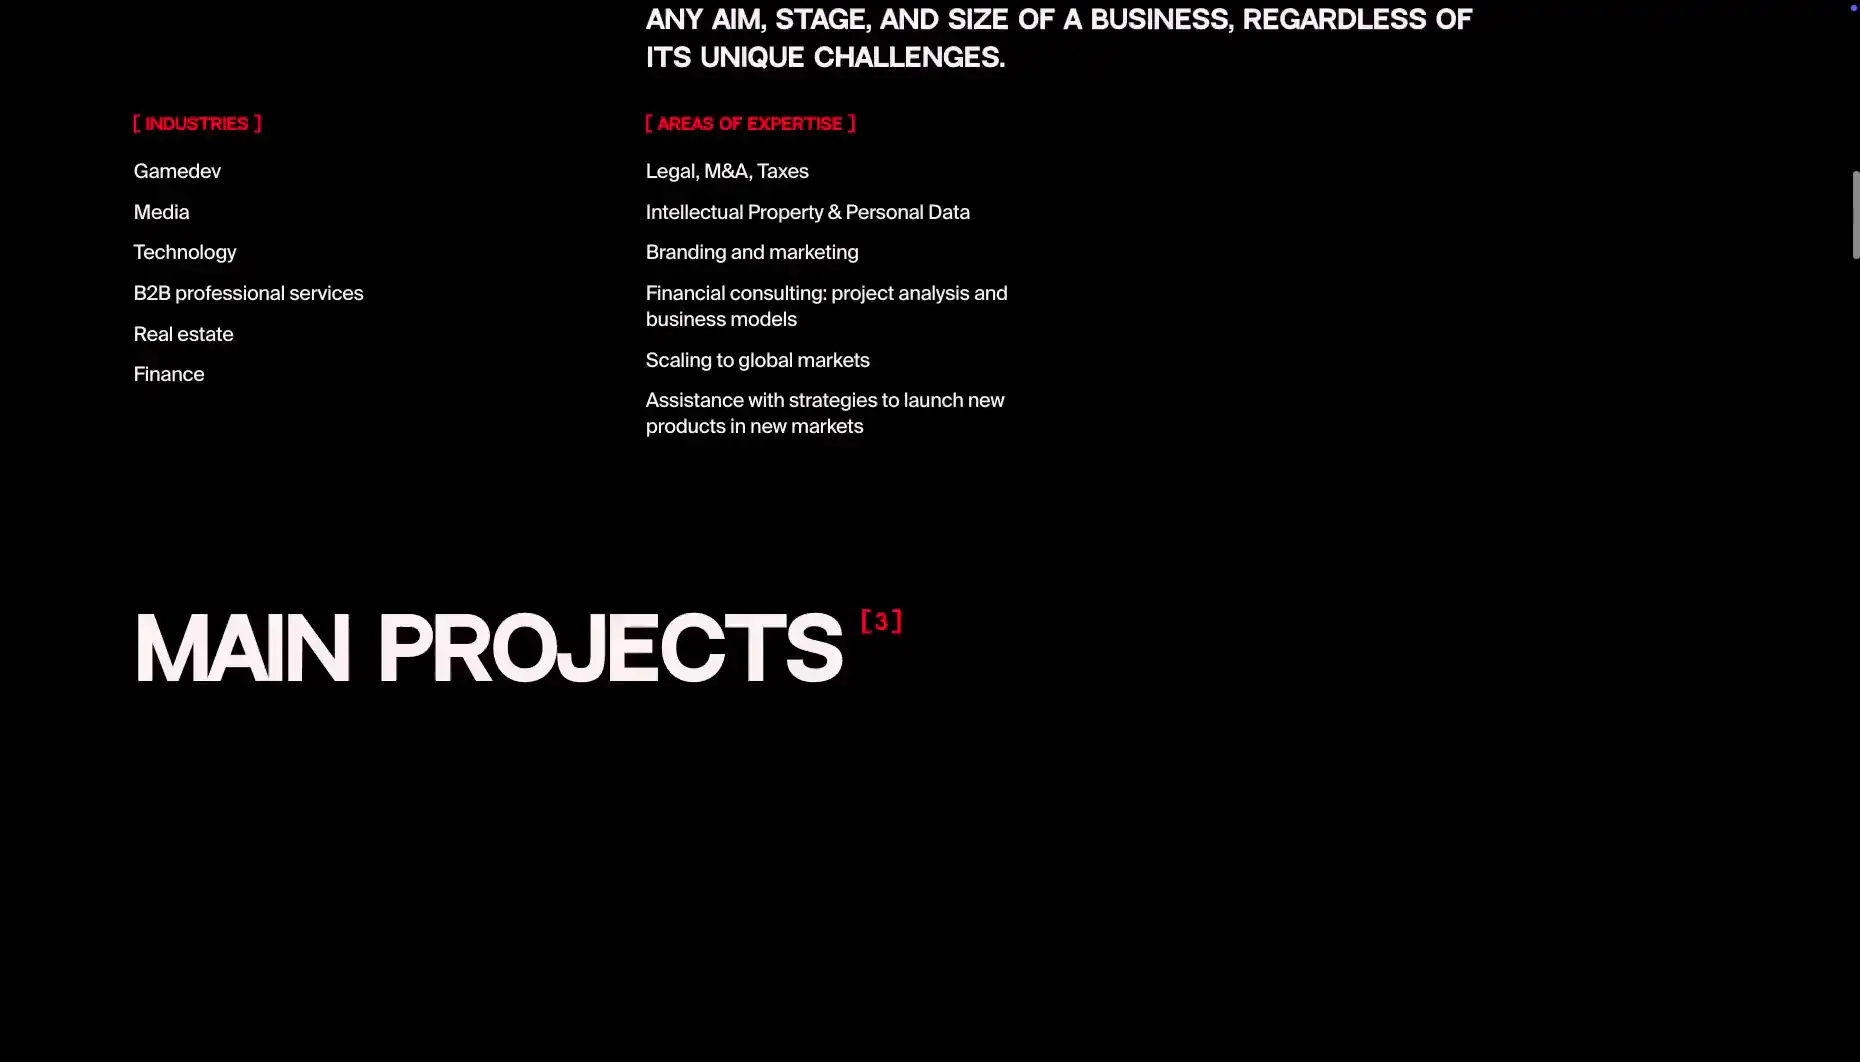 ANY AIM, STAGE, AND SIZE OF A BUSINESS, REGARDLESS OF
ITS UNIQUE CHALLENGES.
[ INDUSTRIES ]
Gamedev
Media
Technology
B2B professional services
Real estate
Finance
[ AREAS OF EXPERTISE ]
Legal, M&A, Taxes
Intellectual Property & Personal Data
Branding and marketing
Financial consulting: project analysis and
business models
Scaling to global markets
Assistance with strategies to launch new
products in new markets
MAIN PROJECTS [3]